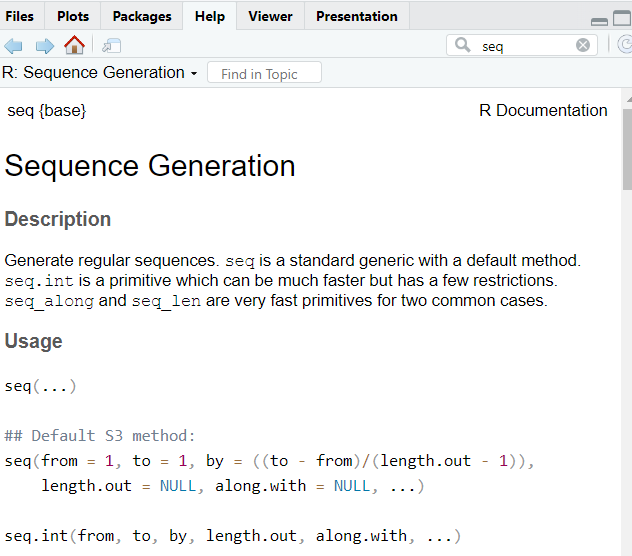 Files Plots Packages Help Viewer Presentation
seq
R: Sequence Generation Find in Topic
seq {base} R Documentation
Sequence Generation
Description
Generate regular sequences. seq is a standard generic with a default method.
seq.int is a primitive which can be much faster but has a few restrictions.
seq_along and seq_len are very fast primitives for two common cases.
Usage
seq(...)
## Default S3 method:
seq(from = 1, to = 1, by = ((to - from)/(length.out - 1)),
    length.out = NULL, along.with = NULL, ...)
seq.int(from, to, by, length.out, along.with, ...)